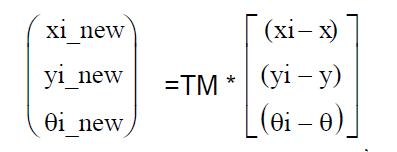 xi_new
(xi − x)
yi_new
=TM *
(yi − y)
θi_new
(θi − θ)
,